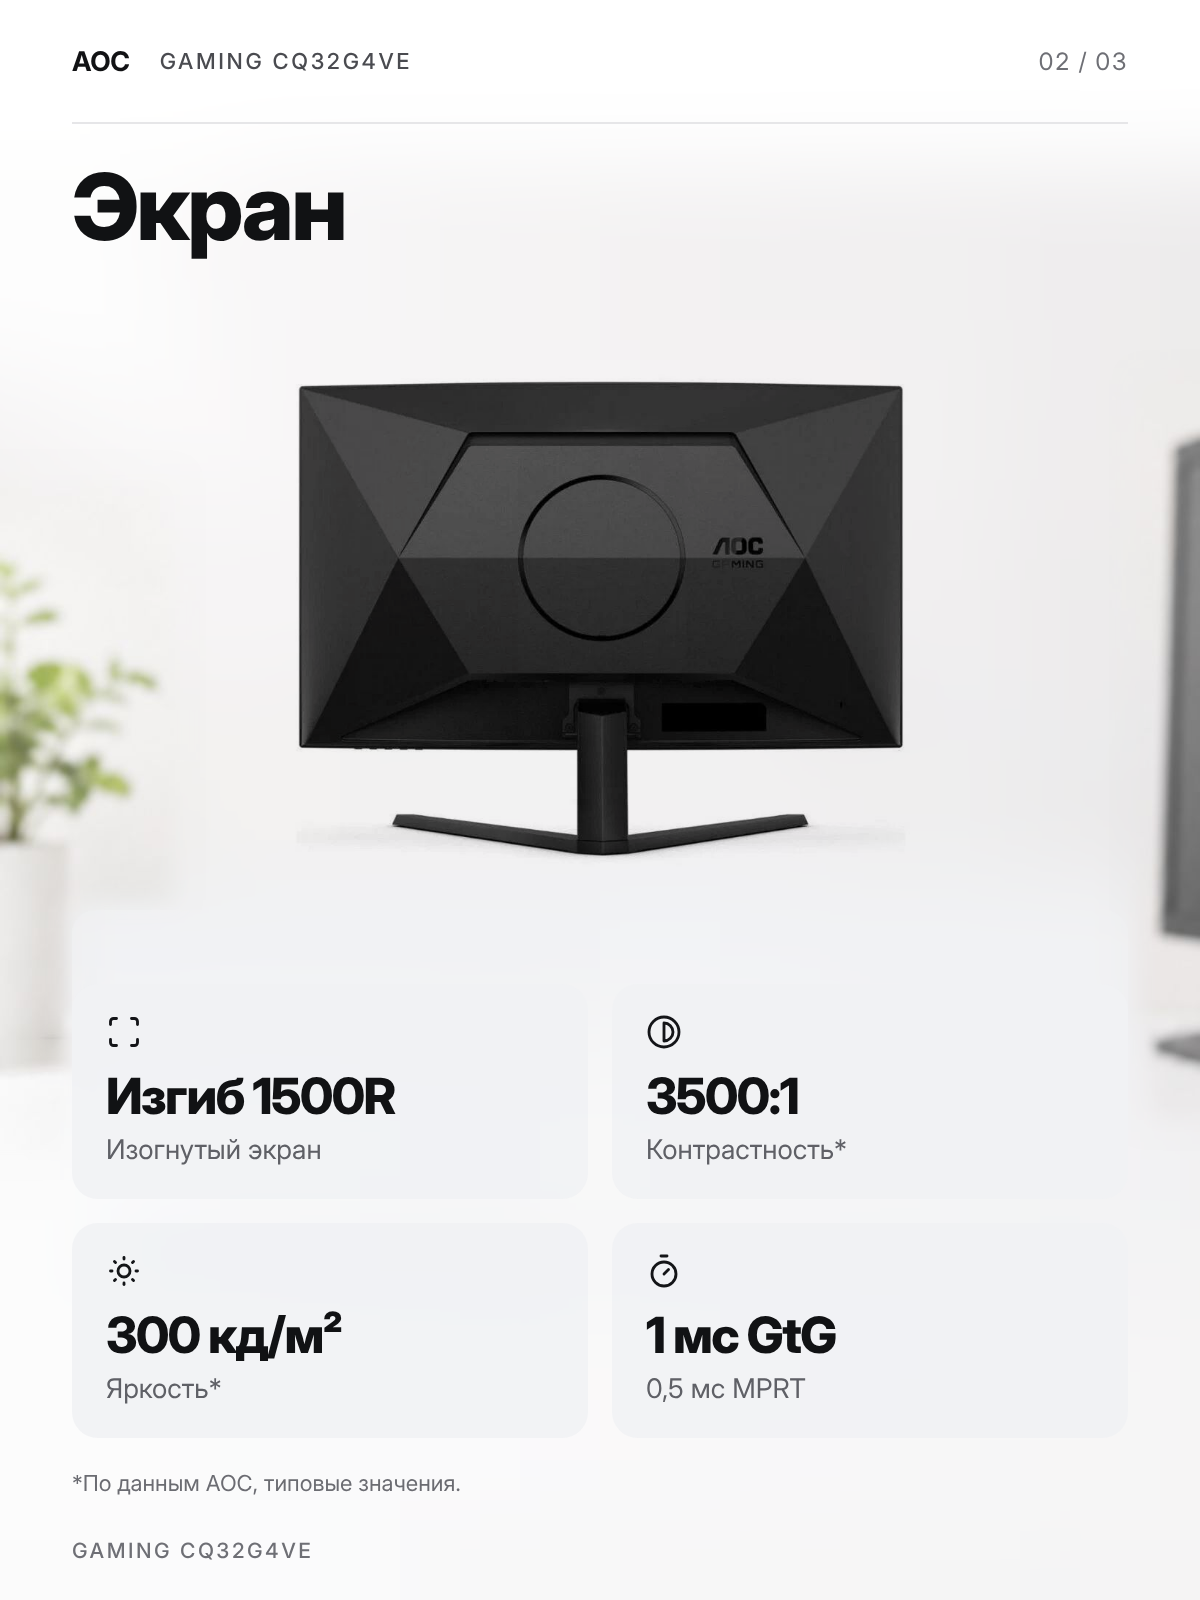 AOC GAMING CQ32G4VE 02 / 03
Экран
AOC
GAMING
Изгиб 1500R
Изогнутый экран
3500:1
Контрастность*
300 кд/м²
Яркость*
1 мс GtG
0,5 мс MPRT
*По данным AOC, типовые значения.
GAMING CQ32G4VE